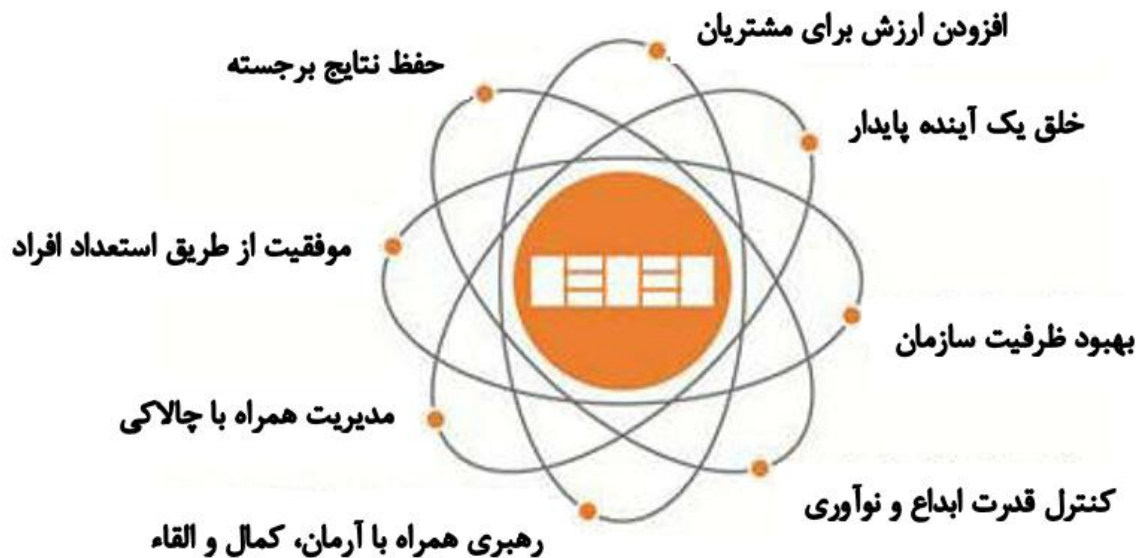 افزودن ارزش برای مشتریان
خلق یک آینده پایدار
بهبود ظرفیت سازمان
کنترل قدرت ابداع و نوآوری
رهبری همراه با آرمان، کمال و القاء
مدیریت همراه با چالاکی
موفقیت از طریق استعداد افراد
حفظ نتایج برجسته